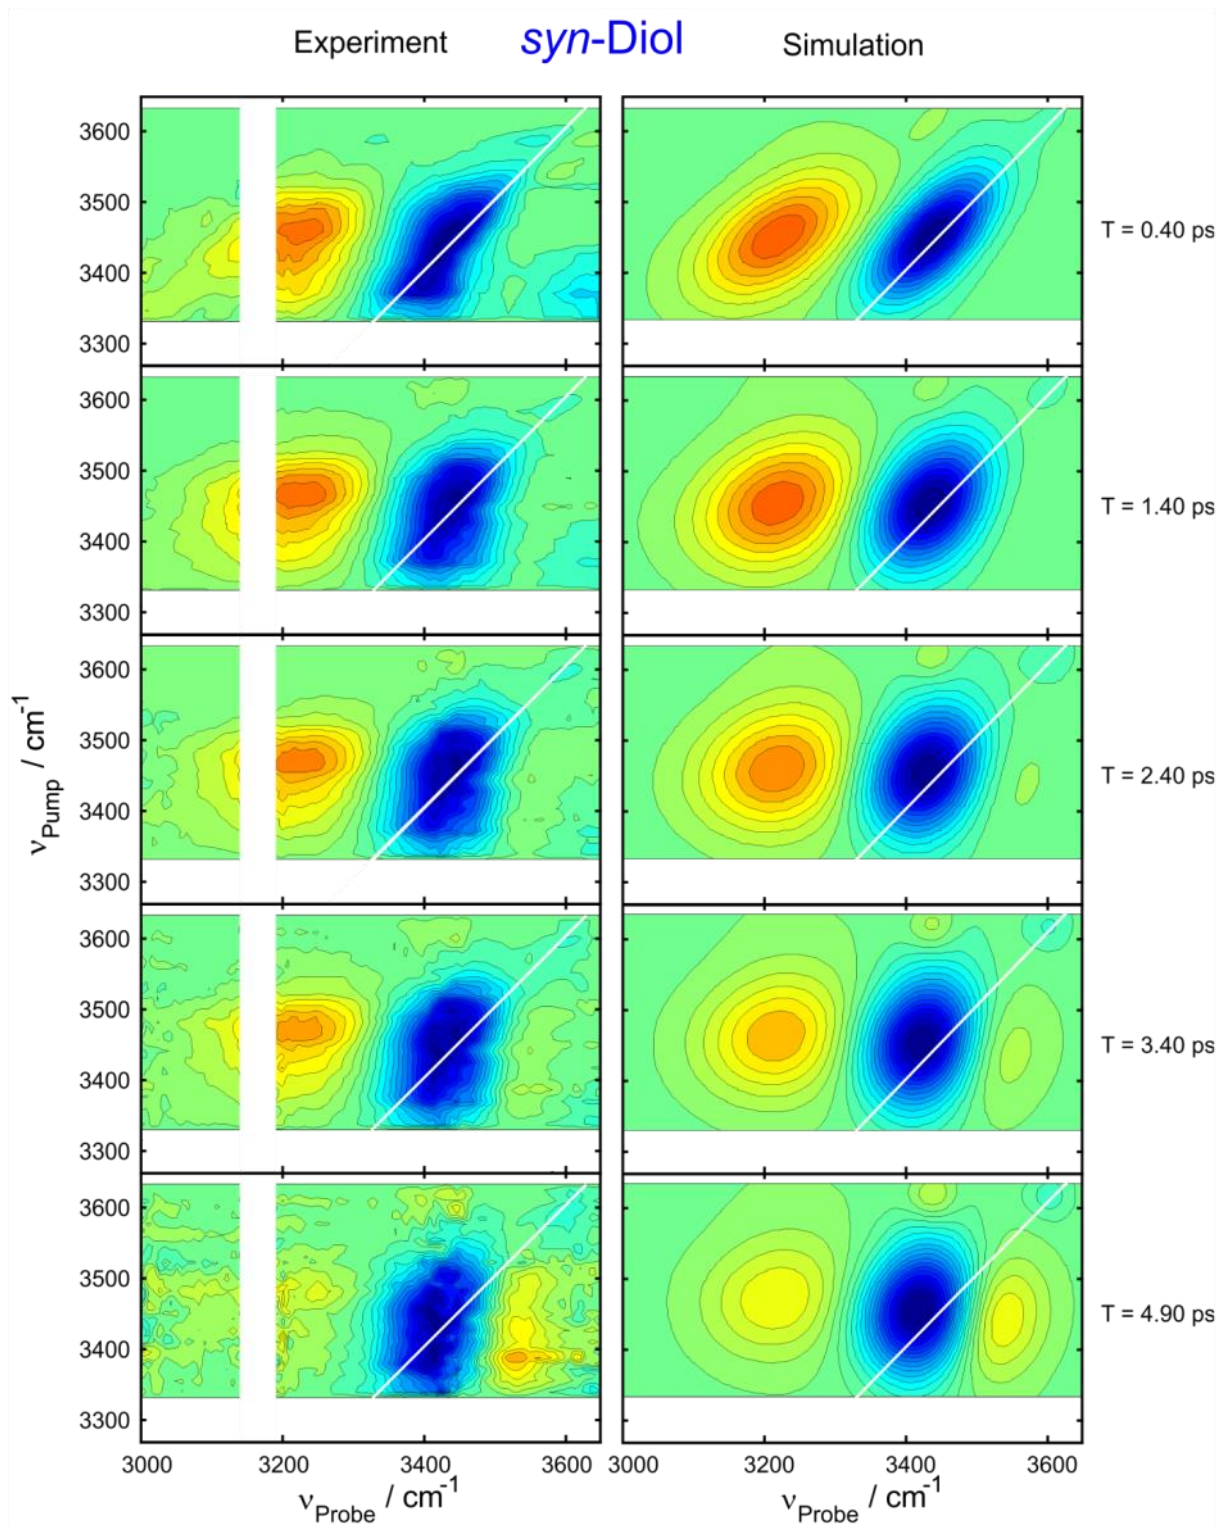 Experiment syn-Diol Simulation
3600
3500
3400
3300
T = 0.40 ps
3600
3500
3400
3300
T = 1.40 ps
3600
3500
3400
3300
T = 2.40 ps
νPump / cm-1
3600
3500
3400
3300
T = 3.40 ps
3600
3500
3400
3300
T = 4.90 ps
3000 3200 3400 3600 3000 3200 3400 3600
νProbe / cm-1 νProbe / cm-1